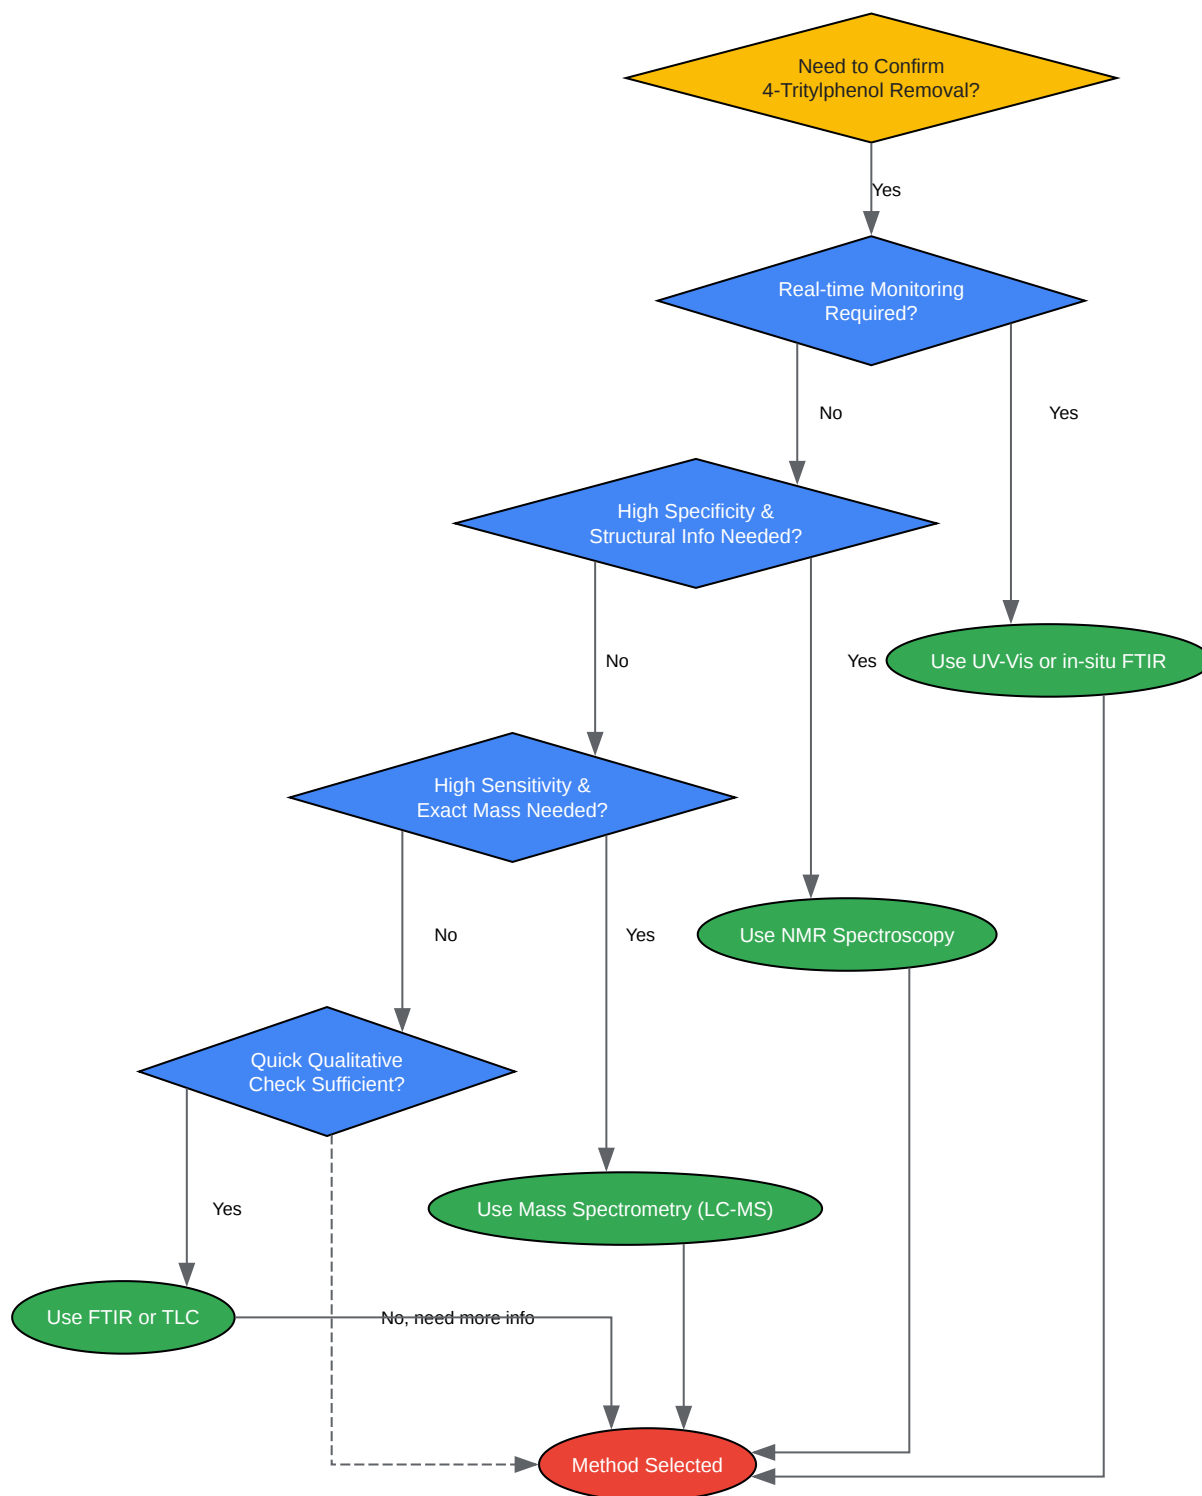 Need to Confirm
4-Tritylphenol Removal?
Yes
Real-time Monitoring
Required?
No
Yes
High Specificity &
Structural Info Needed?
No
Yes
Use UV-Vis or in-situ FTIR
High Sensitivity &
Exact Mass Needed?
No
Yes
Use NMR Spectroscopy
Quick Qualitative
Check Sufficient?
Yes
Use Mass Spectrometry (LC-MS)
Use FTIR or TLC
No, need more info
Method Selected